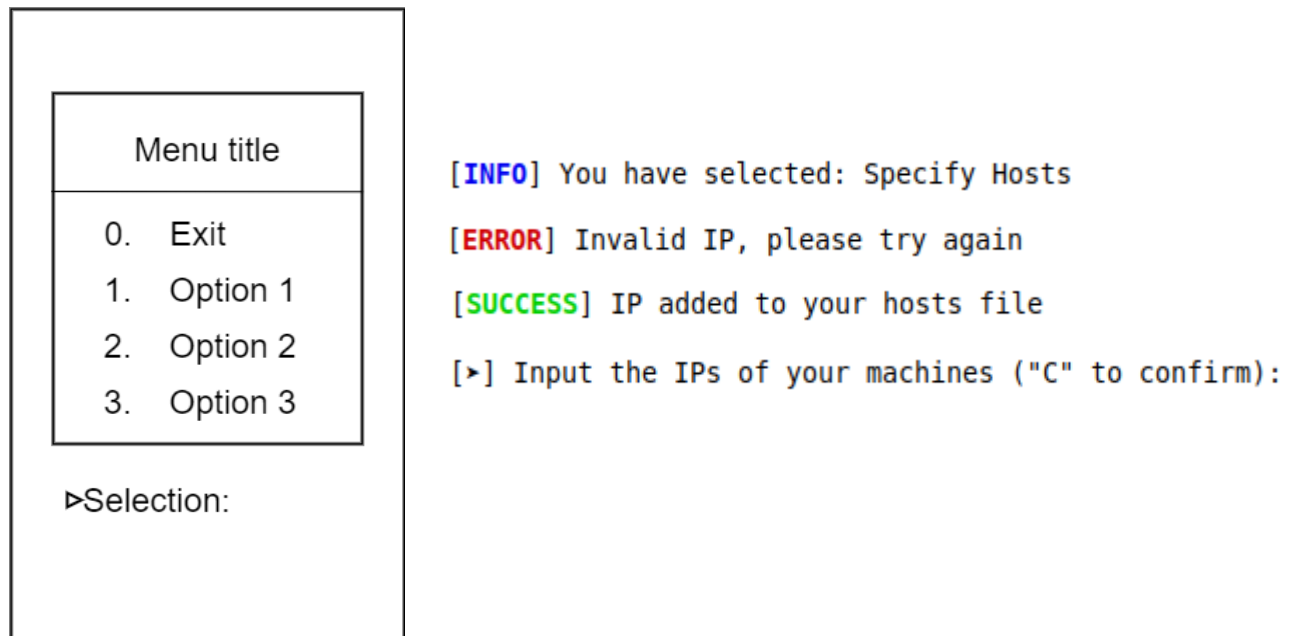 Menu title
0. Exit
1. Option 1
2. Option 2
3. Option 3
⊳Selection:
[INFO] You have selected: Specify Hosts
[ERROR] Invalid IP, please try again
[SUCCESS] IP added to your hosts file
[➤] Input the IPs of your machines ("C" to confirm):